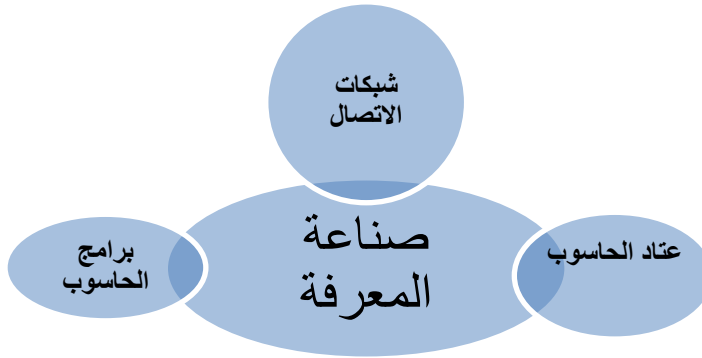 شبكات
الاتصال
صناعة
المعرفة
عتاد الحاسوب
برامج
الحاسوب